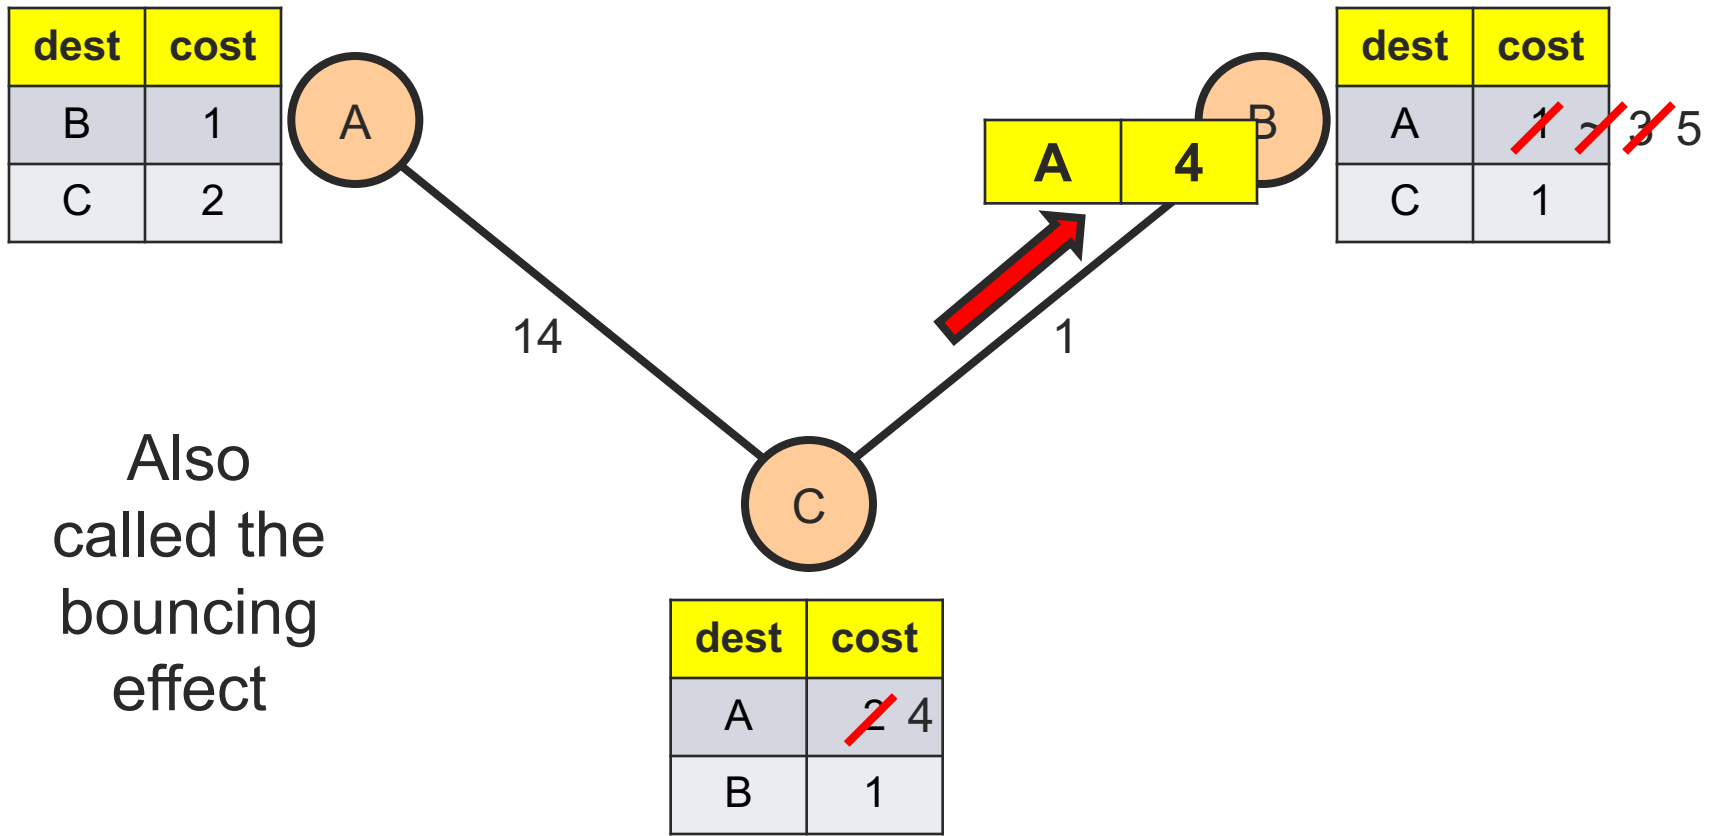 dest cost
B 1
C 2
A
B
A 4
dest cost
A 1 ~ 3 5
C 1
14
1
C
Also
called the
bouncing
effect
dest cost
A 2 4
B 1